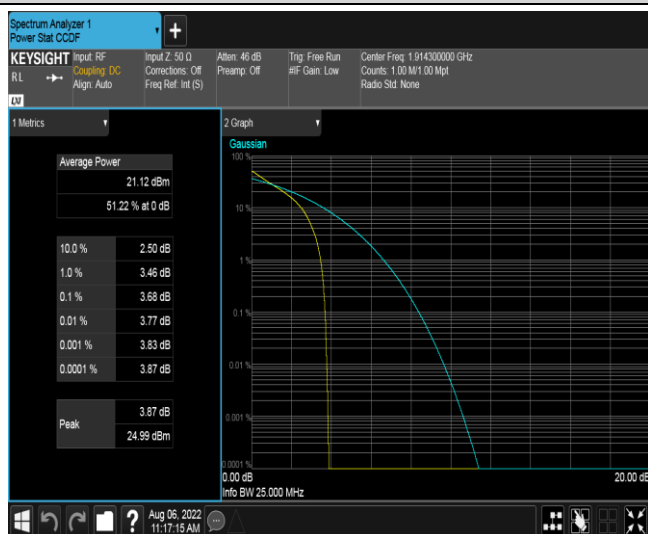 Spectrum Analyzer 1
Power Stat CCDF
+
KEYSIGHT Input: RF Input Z: 50 Ω Atten: 46 dB Trig: Free Run Center Freq: 1.914300000 GHz
RL Coupling: DC Corrections: Off Preamp: Off #IF Gain: Low Counts: 1.00 M/1.00 Mpt
Align: Auto Freq Ref: Int (S) Radio Std: None
LXI
1 Metrics
Average Power
21.12 dBm
51.22 % at 0 dB
10.0 % 2.50 dB
1.0 % 3.46 dB
0.1 % 3.68 dB
0.01 % 3.77 dB
0.001 % 3.83 dB
0.0001 % 3.87 dB
Peak 3.87 dB
24.99 dBm
2 Graph
Gaussian
100 %
10 %
1 %
0.1 %
0.01 %
0.001 %
0.0001 %
0.00 dB 20.00 dB
Info BW 25.000 MHz
? Aug 06, 2022
11:17:15 AM